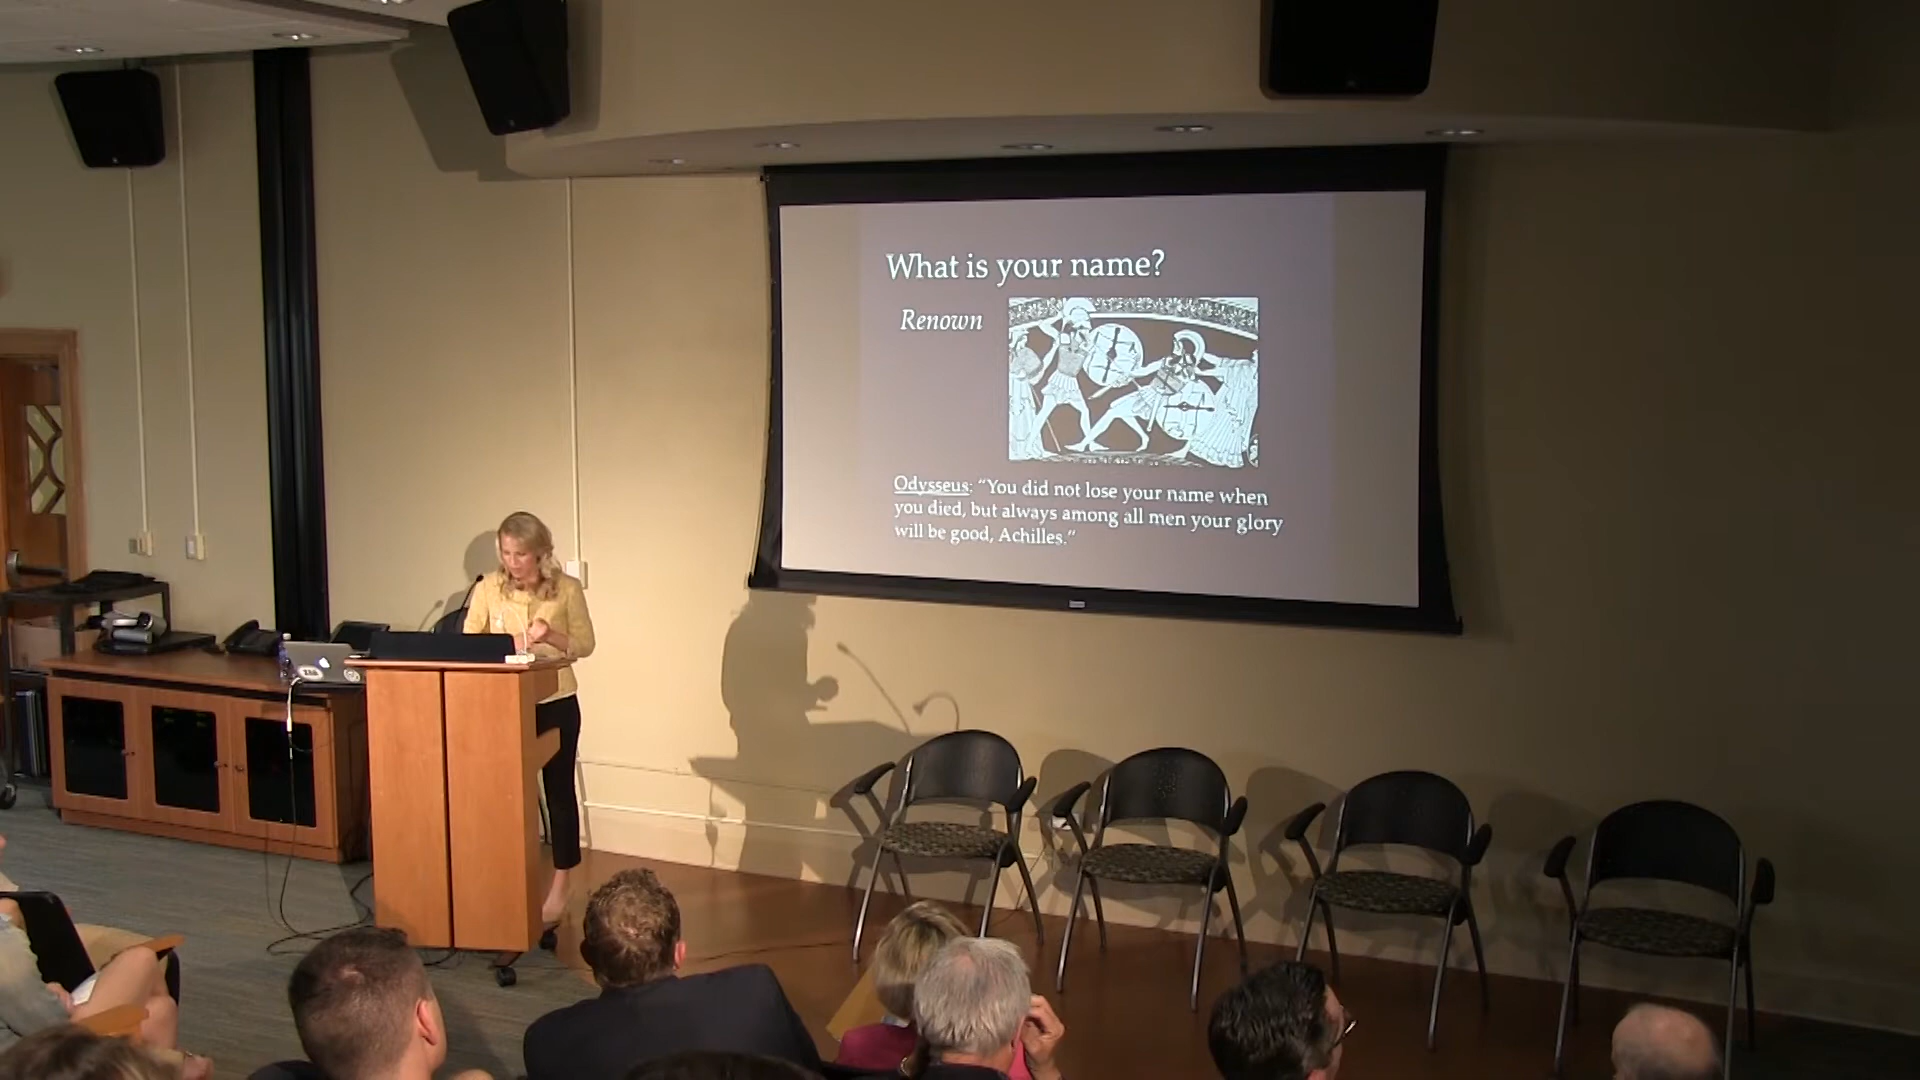 What is your name?
Renown
Odysseus: “You did not lose your name when
you died, but always among all men your glory
will be good, Achilles.”